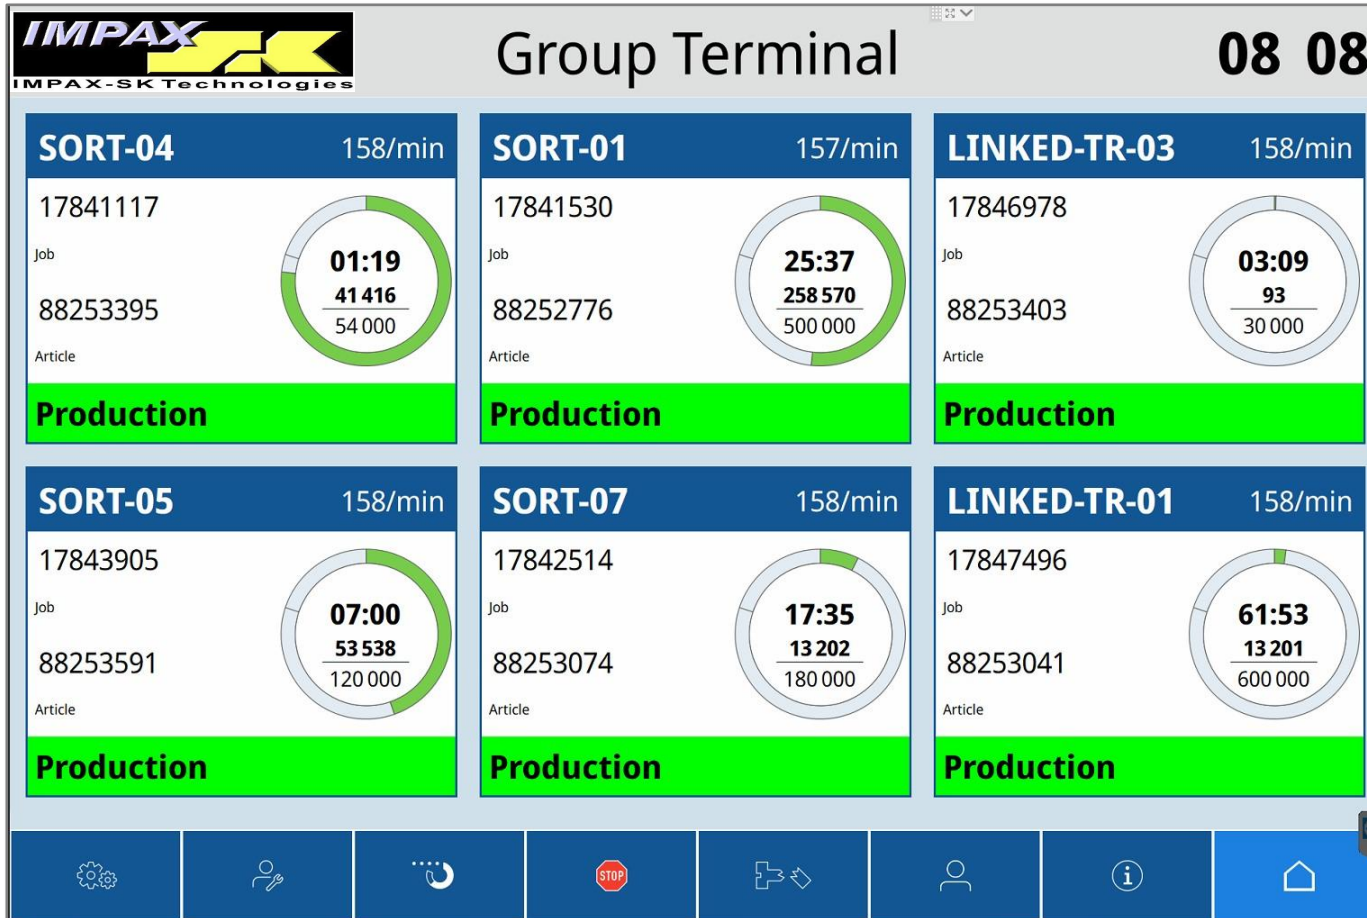 IMPAX
SK
IMPAX-SK Technologies
Group Terminal
08 08
SORT-04 158/min
17841117
Job
88253395
Article
01:19
41 416
54 000
Production
SORT-01 157/min
17841530
Job
88252776
Article
25:37
258 570
500 000
Production
LINKED-TR-03 158/min
17846978
Job
88253403
Article
03:09
93
30 000
Production
SORT-05 158/min
17843905
Job
88253591
Article
07:00
53 538
120 000
Production
SORT-07 158/min
17842514
Job
88253074
Article
17:35
13 202
180 000
Production
LINKED-TR-01 158/min
17847496
Job
88253041
Article
61:53
13 201
600 000
Production
STOP
i